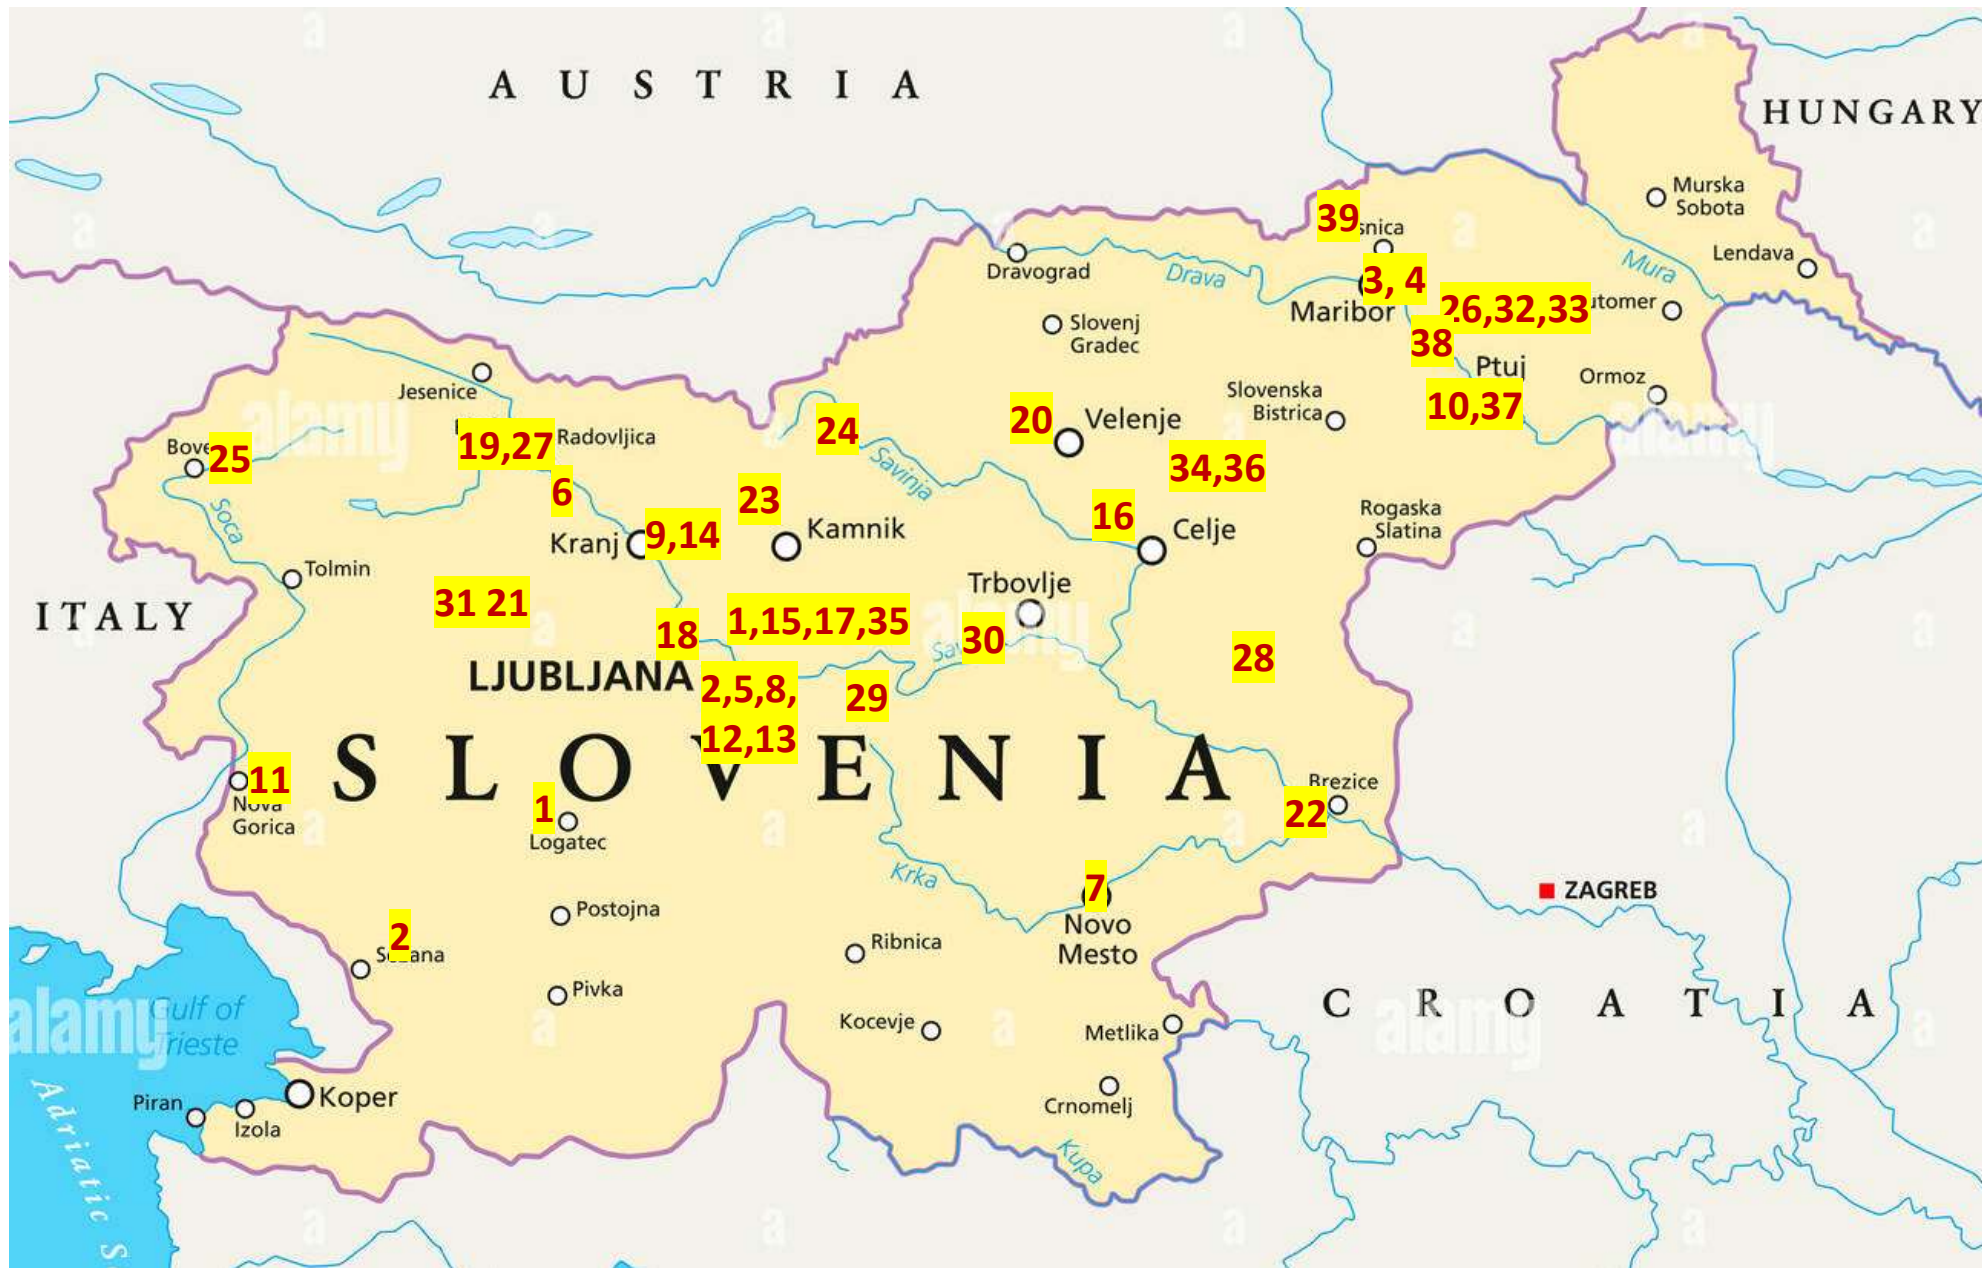 AUSTRIA
HUNGARY
Murska
Sobota
39
Lendava
Dravograd
Drava
3, 4
Mura
Maribor
26,32,33
Slovenj
Gradec
38
Ptuj
Jesenice
Slovenska
Bistrica
Ormoz
10,37
20
Velenje
24
alamy
19,27
Radovljica
25
Savinja
34,36
6
23
16
Soca
Kranj
9,14
Kamnik
Celje
Rogaska
Slatina
Tolmin
Trbovlje
ITALY
31 21
18
1,15,17,35
30
28
LJUBLJANA
2,5,8,
12,13
29
SLOVENIA
11
Nova
Gorica
1
Logatec
Brezice
22
Krka
7
Novo
Mesto
ZAGREB
Postojna
2
Ribnica
Pivka
CROATIA
alamy
Gulf of
Trieste
Kocevje
Metlika
Piran
Izola
Koper
Crnomelj
Adriatic
Kupa